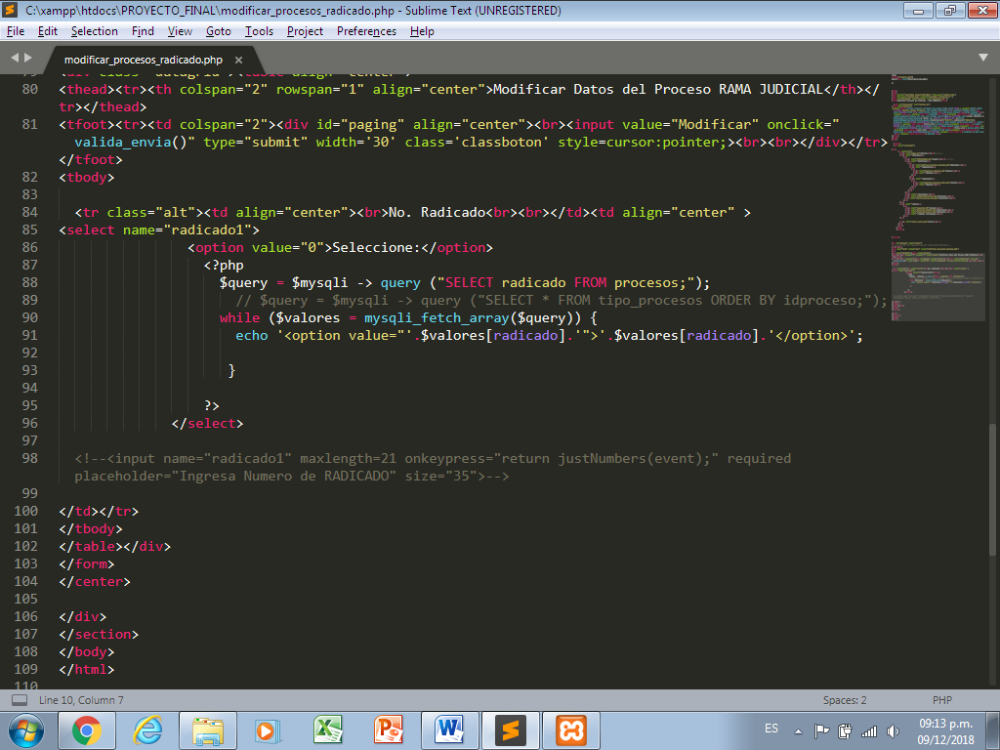 C:\xampp\htdocs\PROYECTO_FINAL\modificar_procesos_radicado.php - Sublime Text (UNREGISTERED)
File Edit Selection Find View Goto Tools Project Preferences Help
modificar_procesos_radicado.php ×
79 <div class="datagrid"><table align="center">
80 <thead><tr><th colspan="2" rowspan="1" align="center">Modificar Datos del Proceso RAMA JUDICIAL</th></
tr></thead>
81 <tfoot><tr><td colspan="2"><div id="paging" align="center"><br><input value="Modificar" onclick="
valida_envia()" type="submit" width='30' class='classboton' style=cursor:pointer;><br><br></div></tr>
</tfoot>
82 <tbody>
83
84 <tr class="alt"><td align="center"><br>No. Radicado<br><br></td><td align="center" >
85 <select name="radicado1">
86 <option value="0">Seleccione:</option>
87 <?php
88 $query = $mysqli -> query ("SELECT radicado FROM procesos;");
89 // $query = $mysqli -> query ("SELECT * FROM tipo_procesos ORDER BY idproceso;");
90 while ($valores = mysqli_fetch_array($query)) {
91 echo '<option value="'.$valores[radicado].'">'.$valores[radicado].'</option>';
92
93 }
94
95 ?>
96 </select>
97
98 <!--<input name="radicado1" maxlength=21 onkeypress="return justNumbers(event);" required
placeholder="Ingresa Numero de RADICADO" size="35">-->
99
100 </td></tr>
101 </tbody>
102 </table></div>
103 </form>
104 </center>
105
106 </div>
107 </section>
108 </body>
109 </html>
110
Line 10, Column 7 Spaces: 2 PHP
ES 09:13 p.m.
09/12/2018